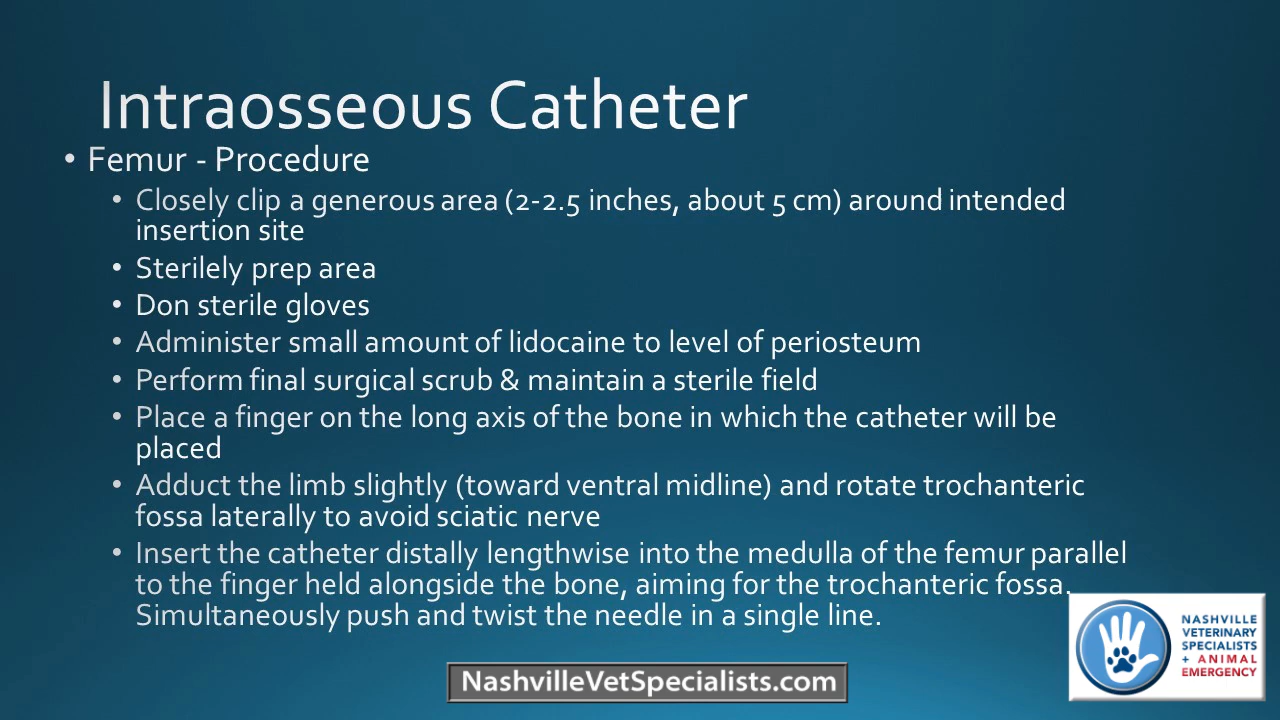 Intraosseous Catheter
• Femur - Procedure
• Closely clip a generous area (2-2.5 inches, about 5 cm) around intended
insertion site
• Sterilely prep area
• Don sterile gloves
• Administer small amount of lidocaine to level of periosteum
• Perform final surgical scrub & maintain a sterile field
• Place a finger on the long axis of the bone in which the catheter will be
placed
• Adduct the limb slightly (toward ventral midline) and rotate trochanteric
fossa laterally to avoid sciatic nerve
• Insert the catheter distally lengthwise into the medulla of the femur parallel
to the finger held alongside the bone, aiming for the trochanteric fossa.
Simultaneously push and twist the needle in a single line.
NASHVILLE
VETERINARY
SPECIALISTS
+ ANIMAL
EMERGENCY
NashvilleVetSpecialists.com